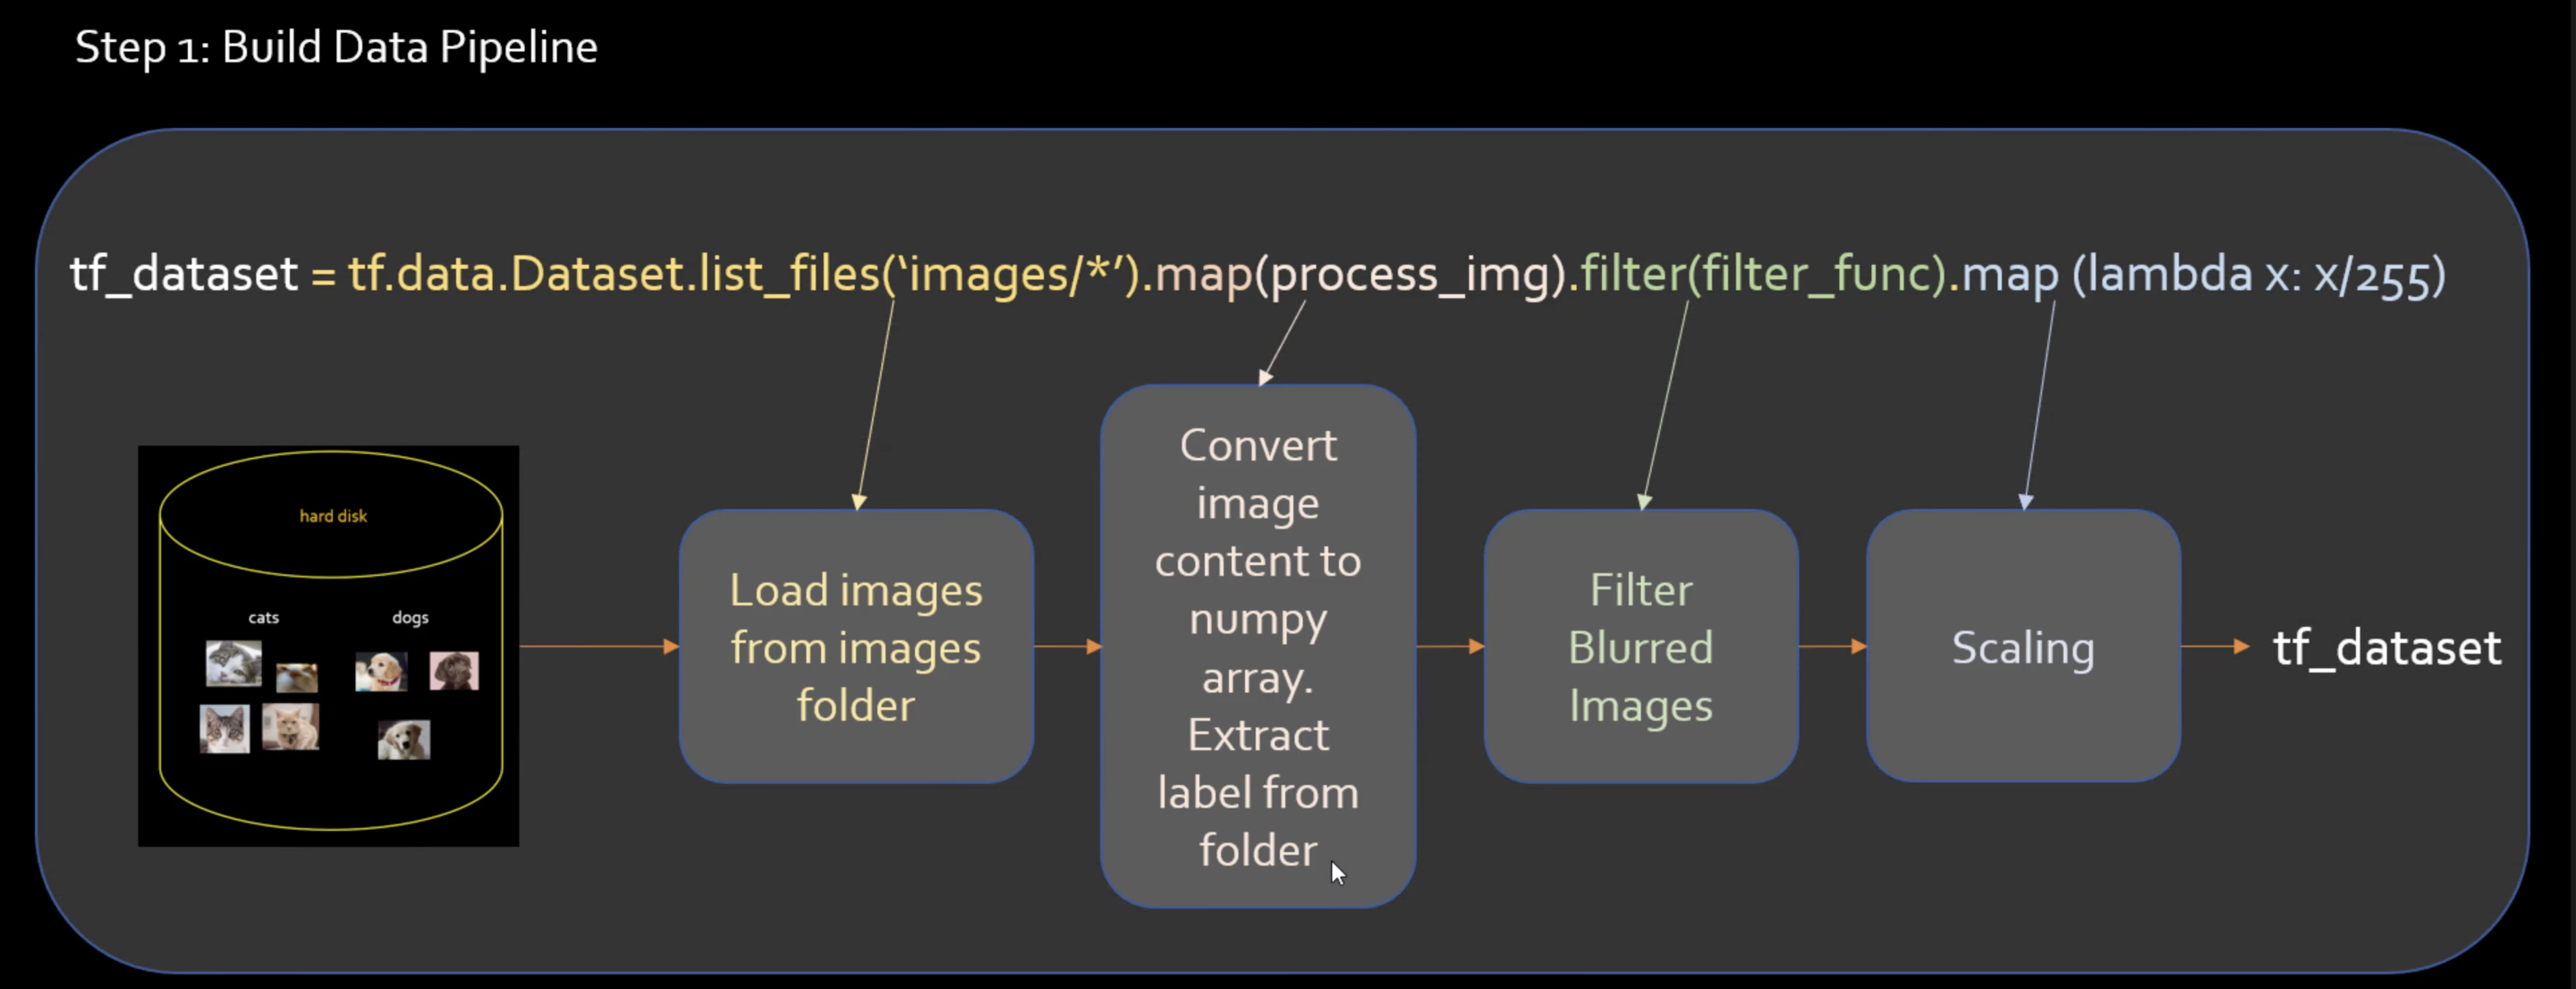 Step 1: Build Data Pipeline
tf_dataset = tf.data.Dataset.list_files(‘images/*’).map(process_img).filter(filter_func).map (lambda x: x/255)
hard disk
cats
dogs
Load images
from images
folder
Convert
image
content to
numpy
array.
Extract
label from
folder
Filter
Blurred
Images
Scaling
tf_dataset